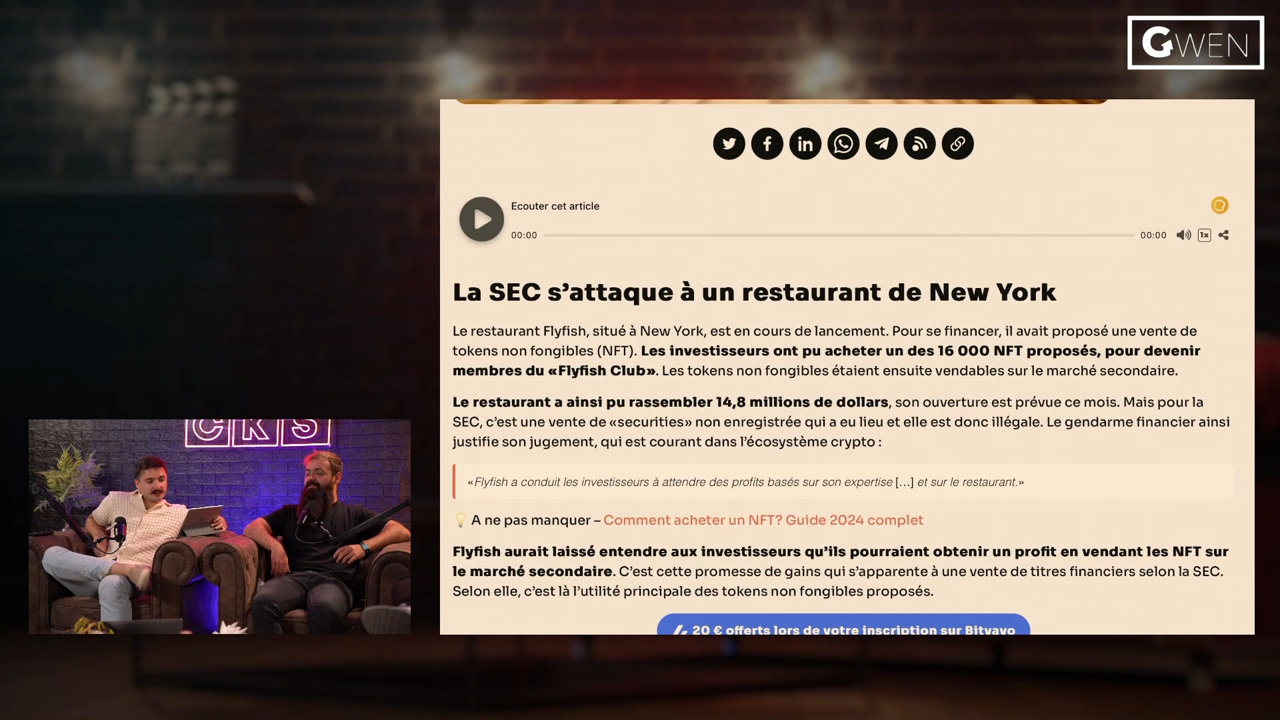 GWEN
Ecouter cet article
00:00
00:00
1x
La SEC s’attaque à un restaurant de New York
Le restaurant Flyfish, situé à New York, est en cours de lancement. Pour se financer, il avait proposé une vente de
tokens non fongibles (NFT). Les investisseurs ont pu acheter un des 16 000 NFT proposés, pour devenir
membres du «Flyfish Club». Les tokens non fongibles étaient ensuite vendables sur le marché secondaire.
Le restaurant a ainsi pu rassembler 14,8 millions de dollars, son ouverture est prévue ce mois. Mais pour la
SEC, c’est une vente de «securities» non enregistrée qui a eu lieu et elle est donc illégale. Le gendarme financier ainsi
justifie son jugement, qui est courant dans l’écosystème crypto :
«Flyfish a conduit les investisseurs à attendre des profits basés sur son expertise [...] et sur le restaurant.»
A ne pas manquer – Comment acheter un NFT? Guide 2024 complet
Flyfish aurait laissé entendre aux investisseurs qu’ils pourraient obtenir un profit en vendant les NFT sur
le marché secondaire. C’est cette promesse de gains qui s’apparente à une vente de titres financiers selon la SEC.
Selon elle, c’est là l’utilité principale des tokens non fongibles proposés.
20 € offerts lors de votre inscription sur Bitvavo